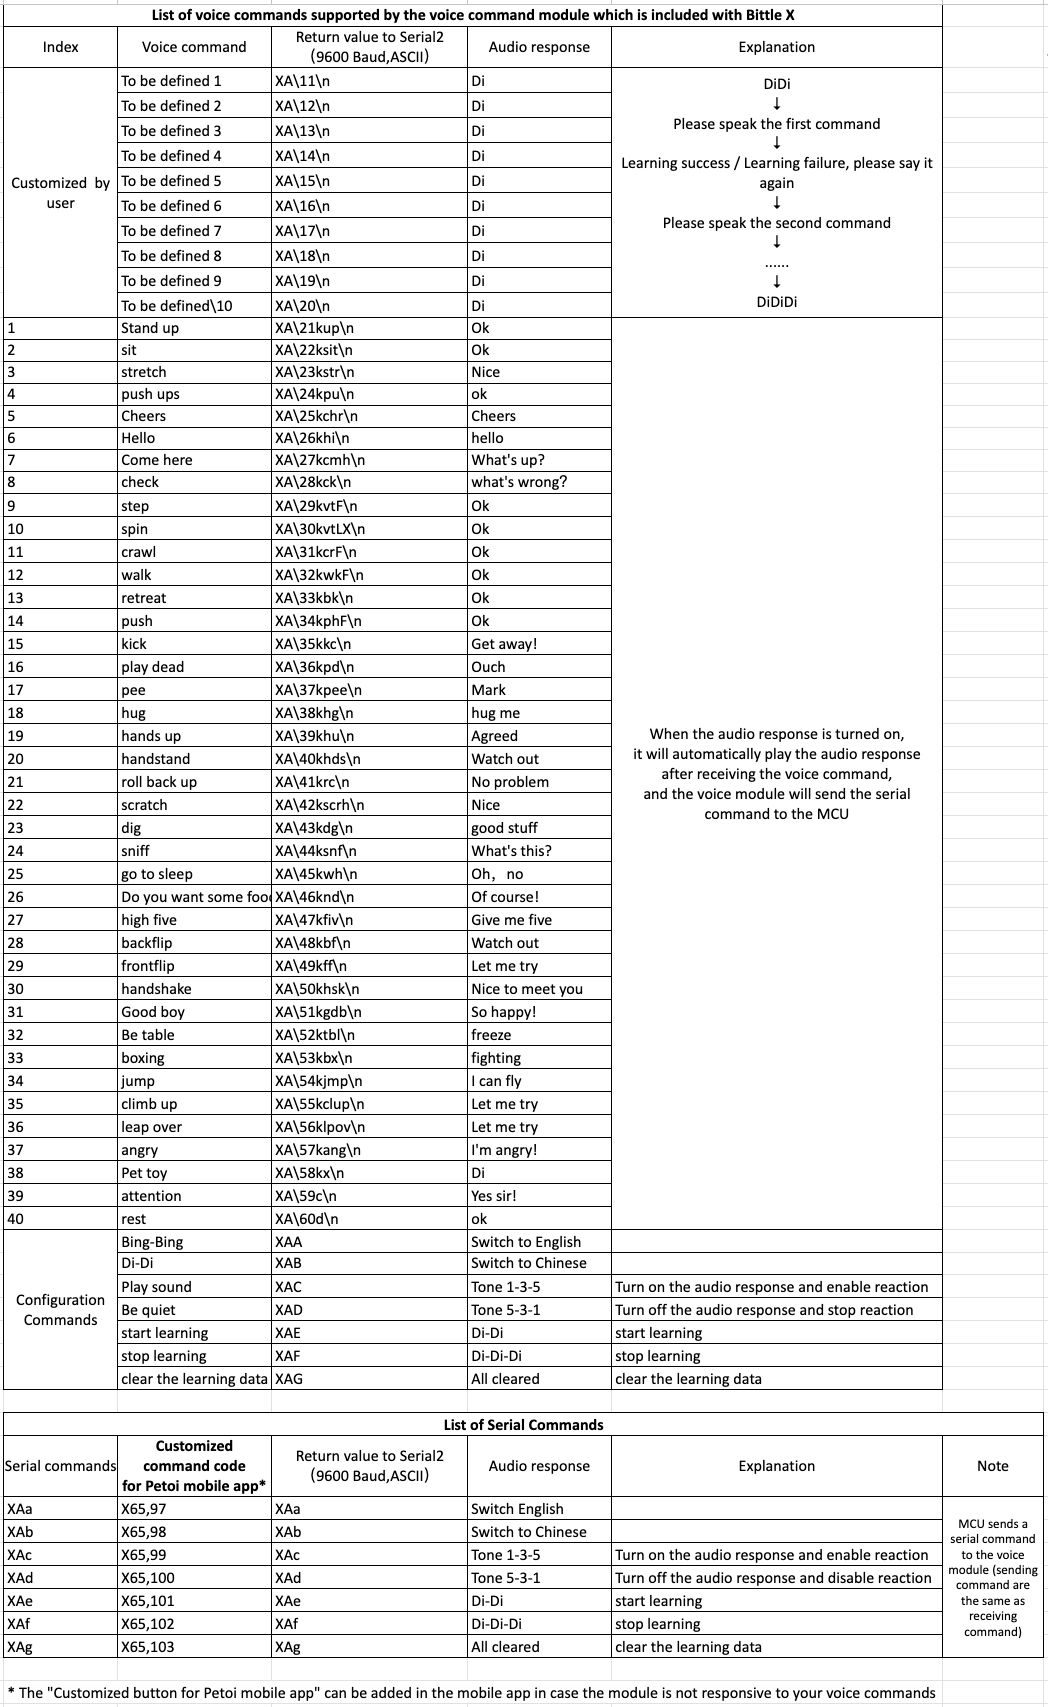 List of voice commands supported by the voice command module which is included with Bittle X
Index Voice command Return value to Serial2 (9600 Baud,ASCII) Audio response Explanation
Customized by user
To be defined 1 XA\11\n Di
To be defined 2 XA\12\n Di
To be defined 3 XA\13\n Di
To be defined 4 XA\14\n Di
To be defined 5 XA\15\n Di
To be defined 6 XA\16\n Di
To be defined 7 XA\17\n Di
To be defined 8 XA\18\n Di
To be defined 9 XA\19\n Di
To be defined\10 XA\20\n Di
DiDi
↓
Please speak the first command
↓
Learning success / Learning failure, please say it
again
↓
Please speak the second command
↓
......
↓
DiDiDi
1 Stand up XA\21kup\n Ok
2 sit XA\22ksit\n Ok
3 stretch XA\23kstr\n Nice
4 push ups XA\24kpu\n ok
5 Cheers XA\25kchr\n Cheers
6 Hello XA\26khi\n hello
7 Come here XA\27kcmh\n What's up?
8 check XA\28kck\n what's wrong?
9 step XA\29kvtF\n Ok
10 spin XA\30kvtLX\n Ok
11 crawl XA\31kcrF\n Ok
12 walk XA\32kwkF\n Ok
13 retreat XA\33kbk\n Ok
14 push XA\34kphF\n Ok
15 kick XA\35kkc\n Get away!
16 play dead XA\36kpd\n Ouch
17 pee XA\37kpee\n Mark
18 hug XA\38khg\n hug me
19 hands up XA\39khu\n Agreed
20 handstand XA\40khds\n Watch out
21 roll back up XA\41krc\n No problem
22 scratch XA\42kscrh\n Nice
23 dig XA\43kdg\n good stuff
24 sniff XA\44ksnf\n What's this?
25 go to sleep XA\45kwh\n Oh，no
26 Do you want some foo XA\46knd\n Of course!
27 high five XA\47kfiv\n Give me five
28 backflip XA\48kbf\n Watch out
29 frontflip XA\49kff\n Let me try
30 handshake XA\50khsk\n Nice to meet you
31 Good boy XA\51kgdb\n So happy!
32 Be table XA\52ktbl\n freeze
33 boxing XA\53kbx\n fighting
34 jump XA\54kjmp\n I can fly
35 climb up XA\55kclup\n Let me try
36 leap over XA\56klpov\n Let me try
37 angry XA\57kang\n I'm angry!
38 Pet toy XA\58kx\n Di
39 attention XA\59c\n Yes sir!
40 rest XA\60d\n ok
When the audio response is turned on,
it will automatically play the audio response
after receiving the voice command,
and the voice module will send the serial
command to the MCU
Configuration
Commands
Bing-Bing XAA Switch to English
Di-Di XAB Switch to Chinese
Play sound XAC Tone 1-3-5 Turn on the audio response and enable reaction
Be quiet XAD Tone 5-3-1 Turn off the audio response and stop reaction
start learning XAE Di-Di start learning
stop learning XAF Di-Di-Di stop learning
clear the learning data XAG All cleared clear the learning data
List of Serial Commands
Serial commands Customized command code for Petoi mobile app* Return value to Serial2 (9600 Baud,ASCII) Audio response Explanation Note
XAa X65,97 XAa Switch English
XAb X65,98 XAb Switch to Chinese
XAc X65,99 XAc Tone 1-3-5 Turn on the audio response and enable reaction
XAd X65,100 XAd Tone 5-3-1 Turn off the audio response and disable reaction
XAe X65,101 XAe Di-Di start learning
XAf X65,102 XAf Di-Di-Di stop learning
XAg X65,103 XAg All cleared clear the learning data
MCU sends a
serial command
to the voice
module (sending
command are
the same as
receiving
command)
* The "Customized button for Petoi mobile app" can be added in the mobile app in case the module is not responsive to your voice commands